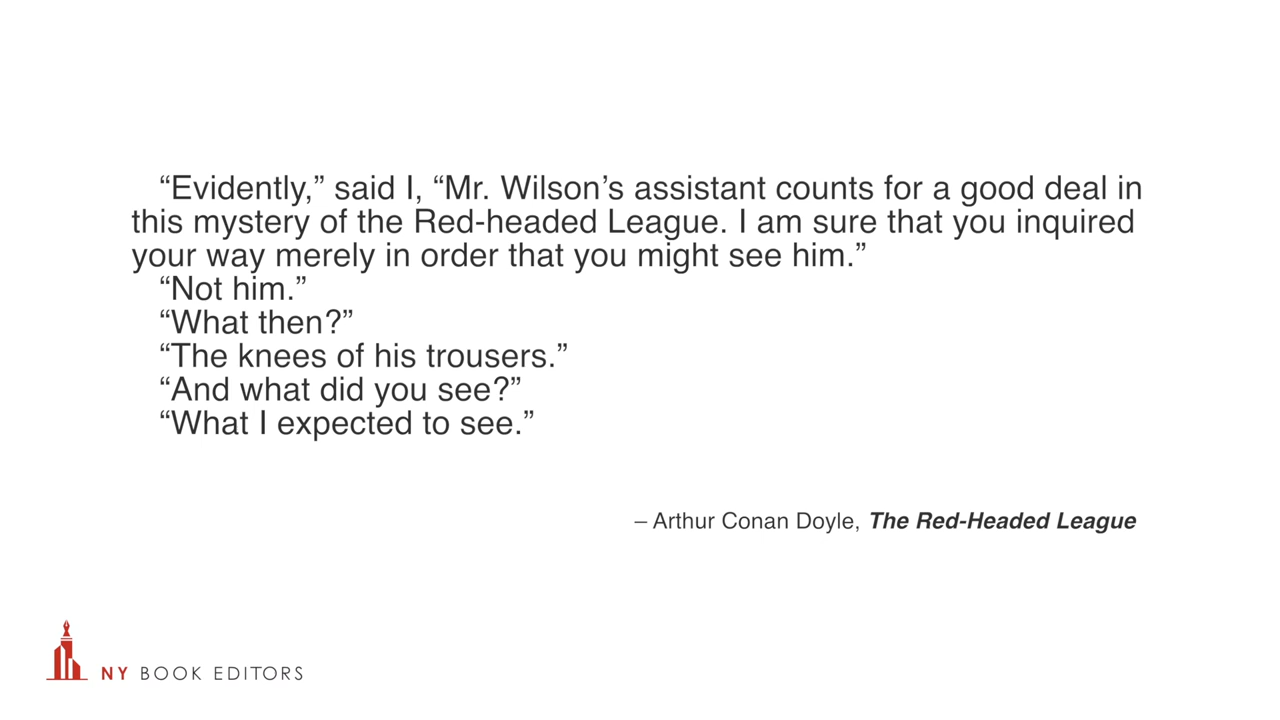 “Evidently,” said I, “Mr. Wilson’s assistant counts for a good deal in
this mystery of the Red-headed League. I am sure that you inquired
your way merely in order that you might see him.”
“Not him.”
“What then?”
“The knees of his trousers.”
“And what did you see?”
“What I expected to see.”
– Arthur Conan Doyle, The Red-Headed League
NY BOOK EDITORS